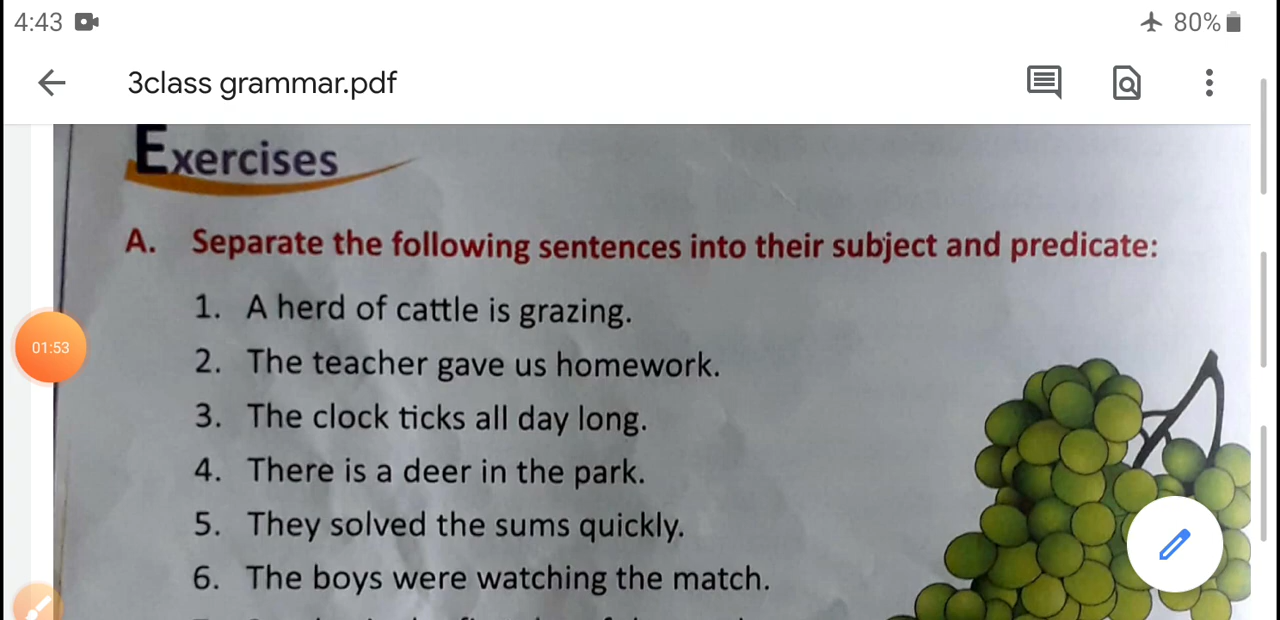 4:43 80%
3class grammar.pdf
Exercises
A. Separate the following sentences into their subject and predicate:
1. A herd of cattle is grazing.
01:53
2. The teacher gave us homework.
3. The clock ticks all day long.
4. There is a deer in the park.
5. They solved the sums quickly.
6. The boys were watching the match.